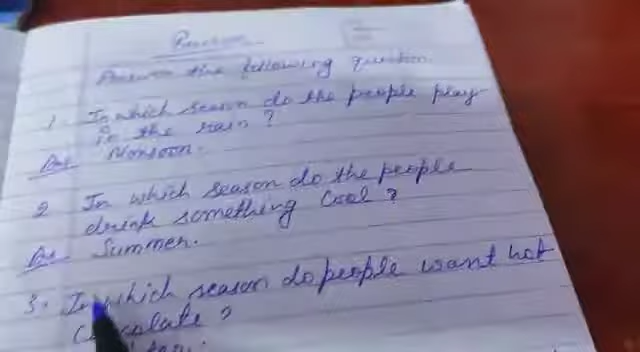 Answer the following question.
1. In which season do the people play
in the rain?
Ans Monsoon.
2 In which season do the people
drink something Cool?
Ans Summer.
3. In which season do people want hot